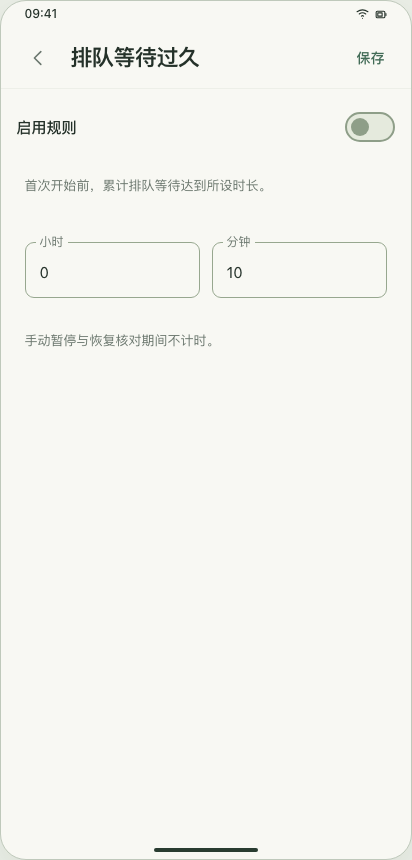 09:41
排队等待过久
保存
启用规则
首次开始前，累计排队等待达到所设时长。
小时
分钟
0
10
手动暂停与恢复核对期间不计时。